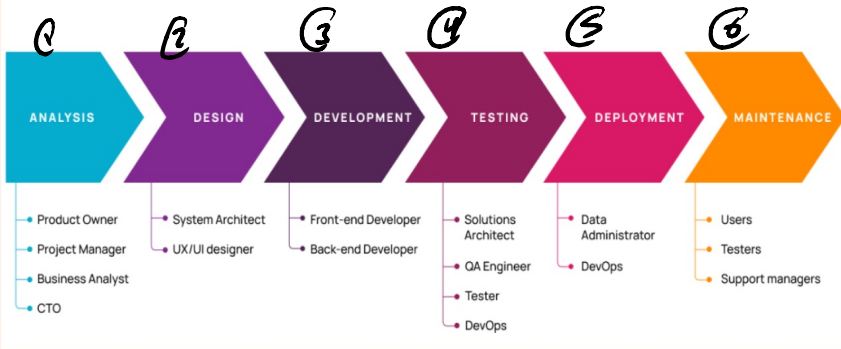 1 2 3 4 5 6
ANALYSIS DESIGN DEVELOPMENT TESTING DEPLOYMENT MAINTENANCE
Product Owner
Project Manager
Business Analyst
CTO
System Architect
UX/UI designer
Front-end Developer
Back-end Developer
Solutions
Architect
QA Engineer
Tester
DevOps
Data
Administrator
DevOps
Users
Testers
Support managers